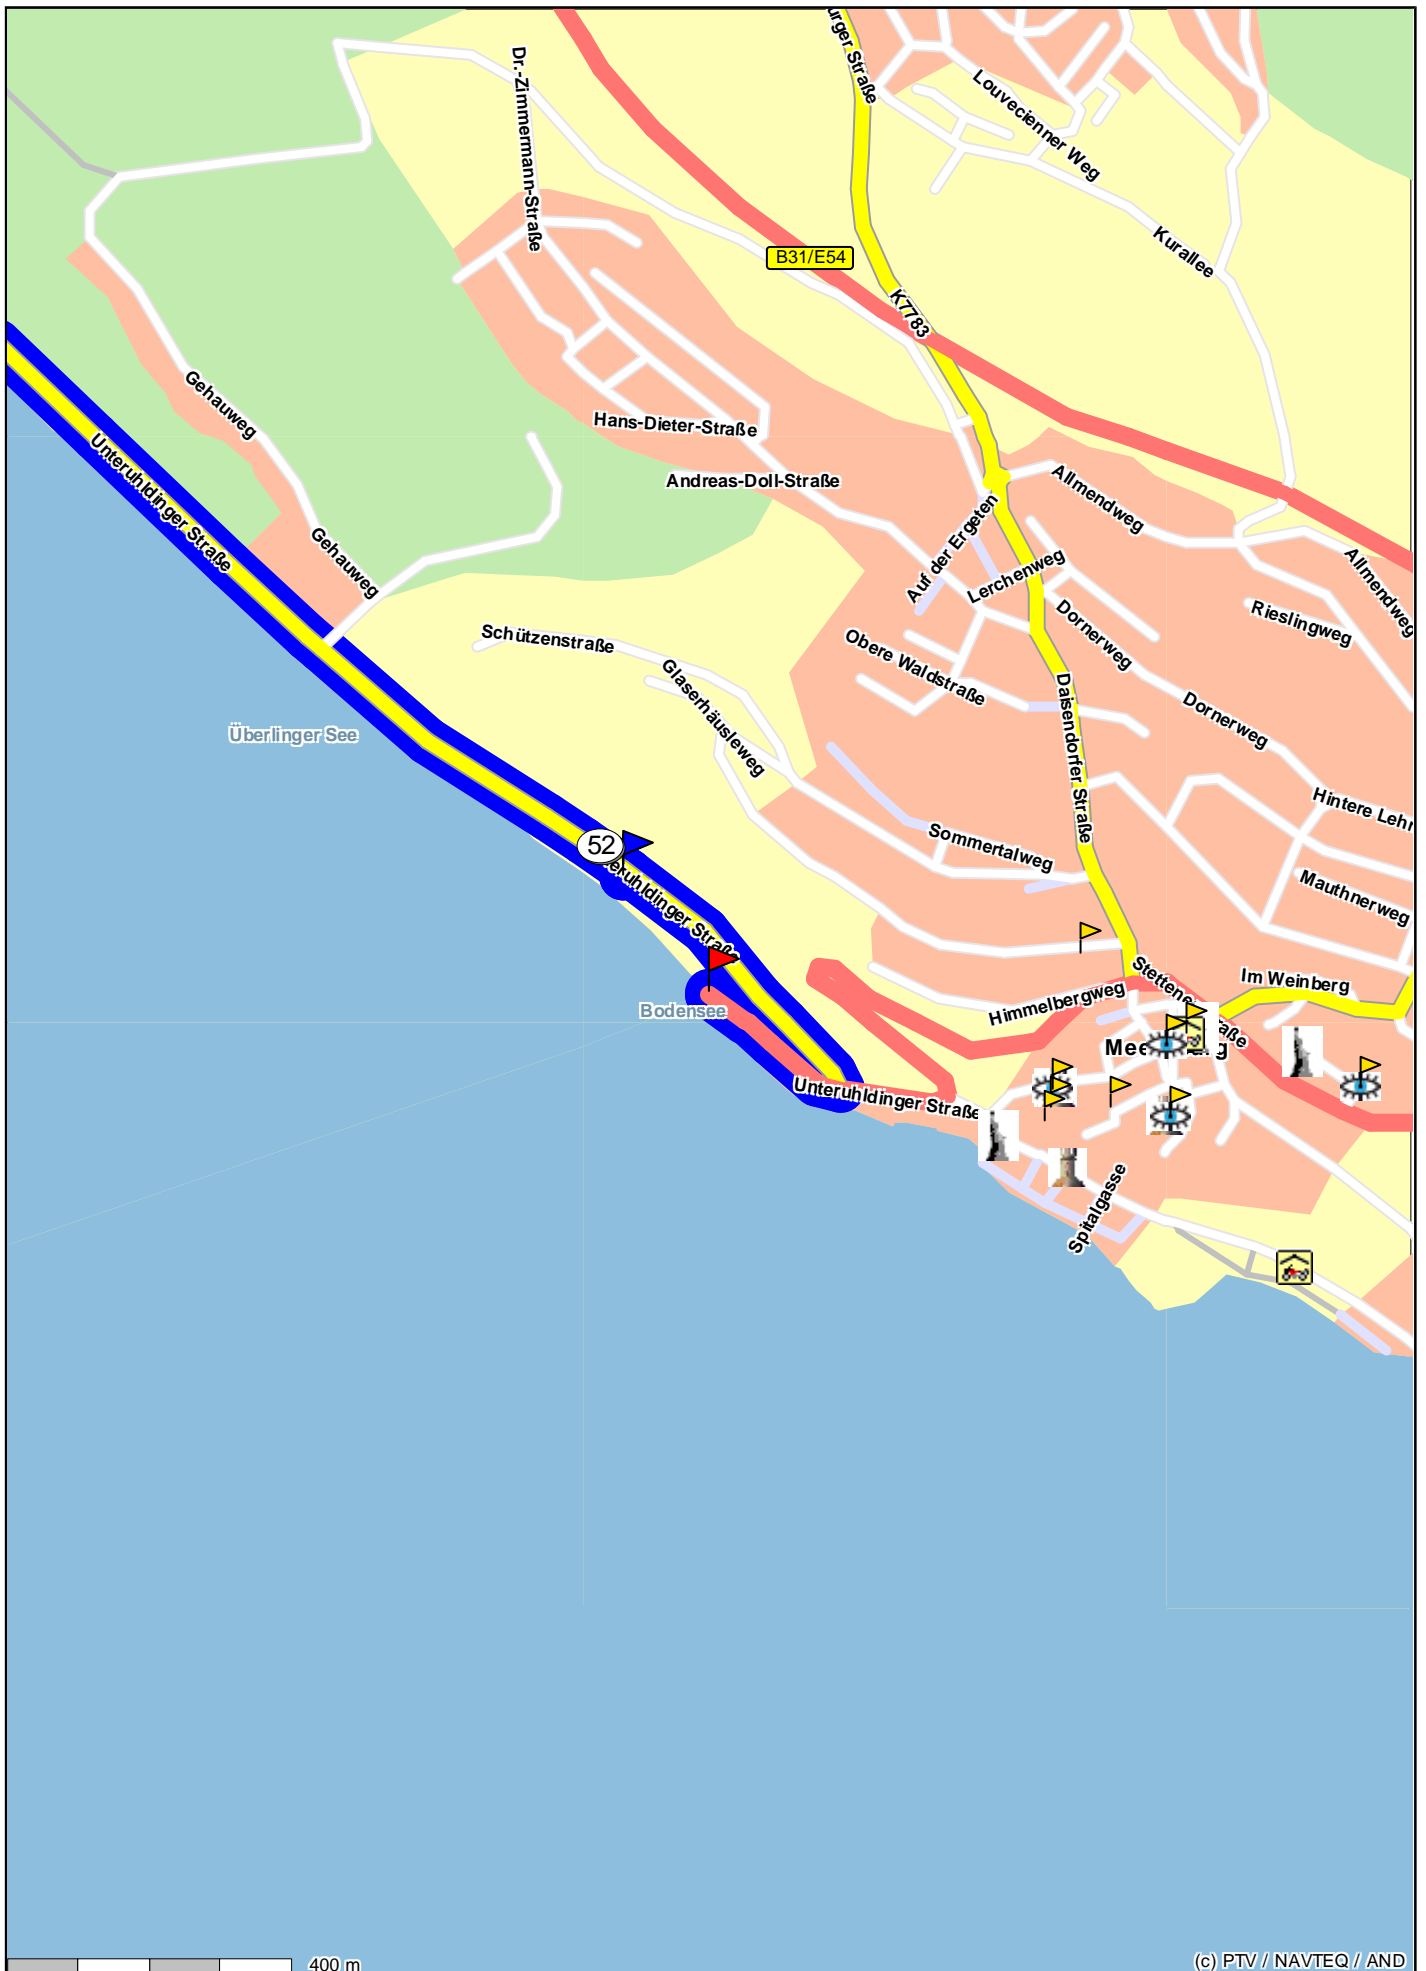 urger Straße
Dr.-Zimmermann-Straße
Louvecienner Weg
Kurallee
B31/E54
K7783
Gehauweg
Hans-Dieter-Straße
Andreas-Doll-Straße
Allmendweg
Unteruhldinger Straße
Auf der Ergeten
Gehauweg
Lerchenweg
Allmendweg
Rieslingweg
Dornerweg
Schützenstraße
Obere Waldstraße
Glaserhäusleweg
Daisendorfer Straße
Dornerweg
Überlinger See
Hintere Lehr
Sommertalweg
52
eruhldinger Straße
Mauthnerweg
Im Weinberg
Himmelbergweg
Bodensee
Unteruhldinger Straße
Spitalgasse
400 m
(c) PTV / NAVTEQ / AND